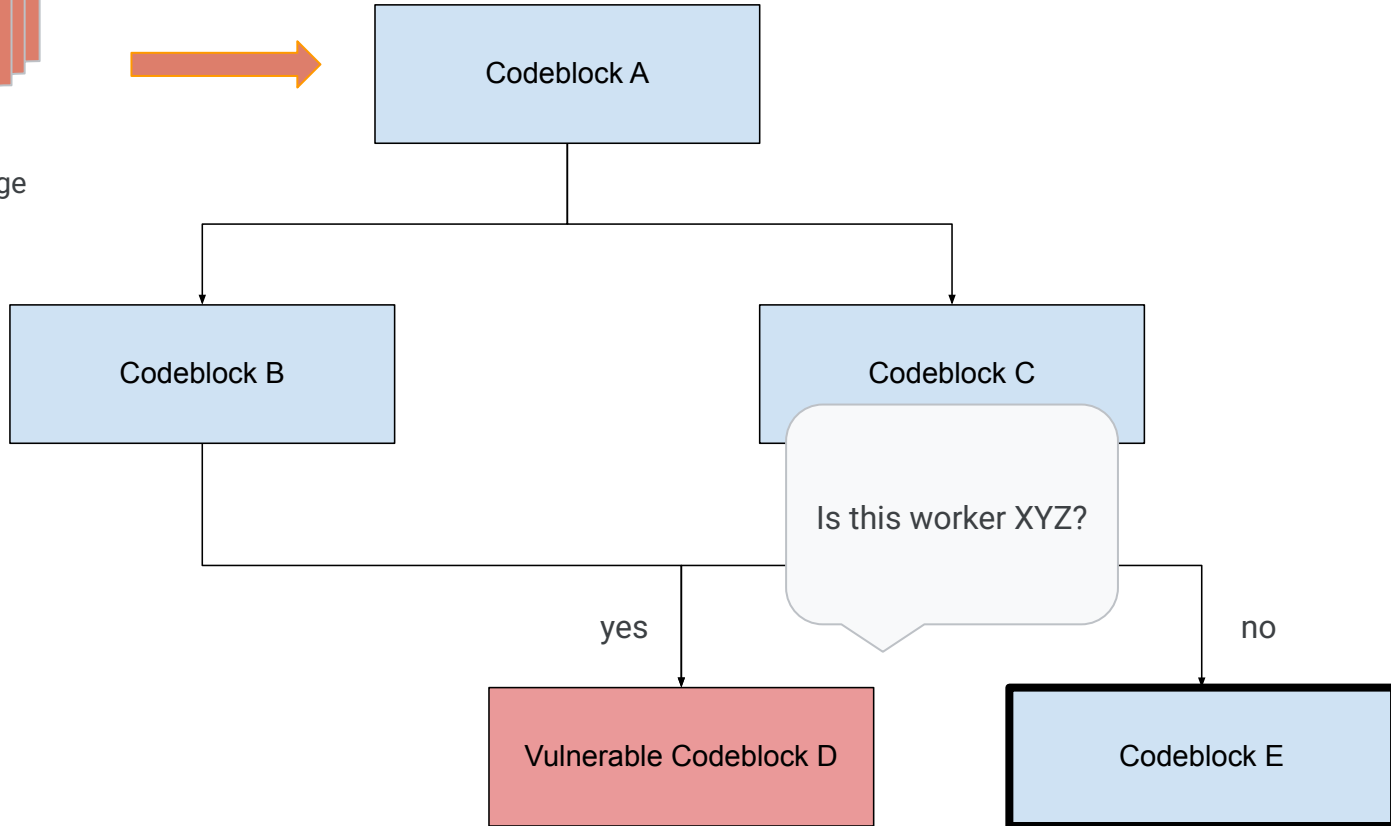 Codeblock A
ge
Codeblock B
Codeblock C
Is this worker XYZ?
yes
no
Vulnerable Codeblock D
Codeblock E